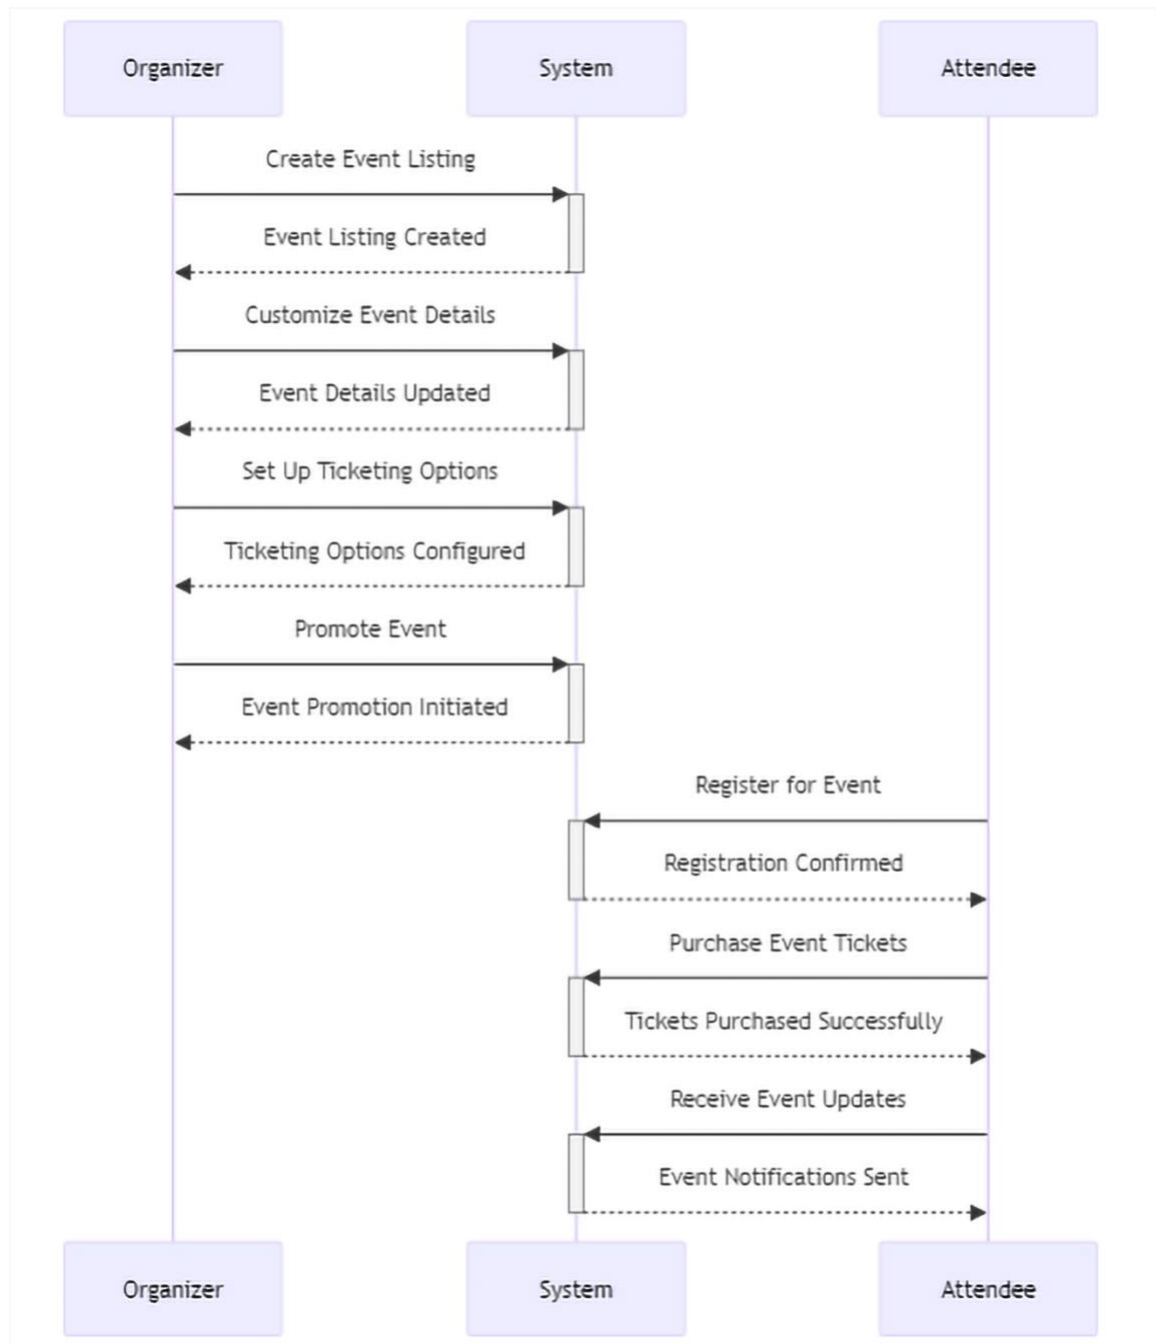 Organizer
System
Attendee
Create Event Listing
Event Listing Created
Customize Event Details
Event Details Updated
Set Up Ticketing Options
Ticketing Options Configured
Promote Event
Event Promotion Initiated
Register for Event
Registration Confirmed
Purchase Event Tickets
Tickets Purchased Successfully
Receive Event Updates
Event Notifications Sent
Organizer
System
Attendee